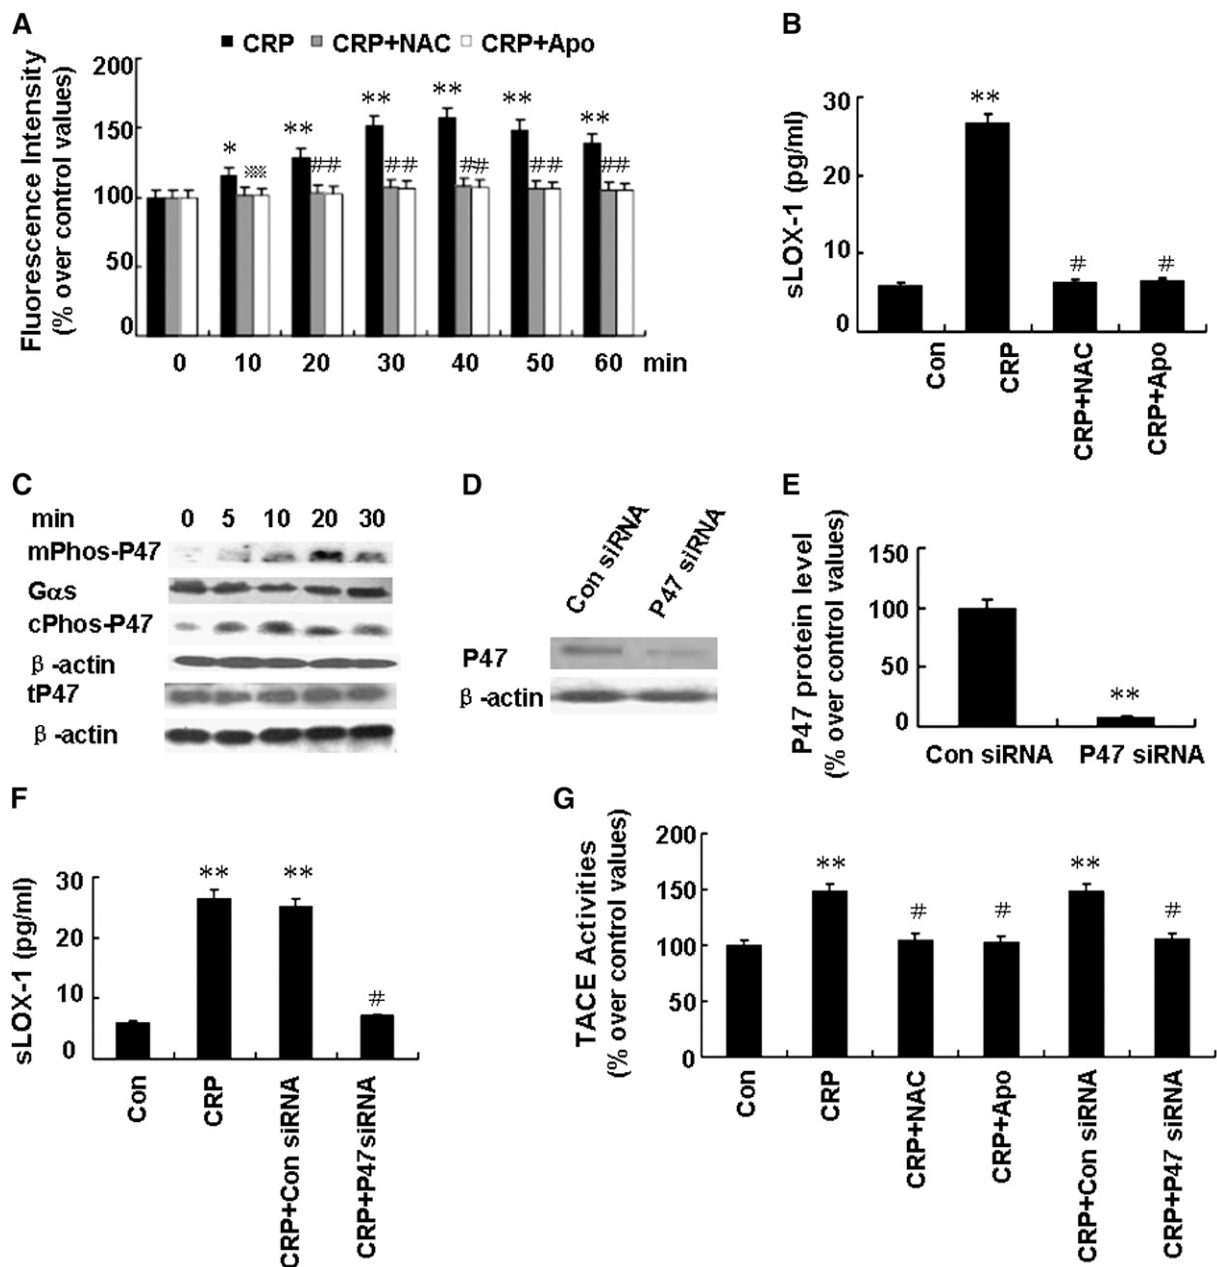 A
CRP CRP+NAC CRP+Apo
Fluorescence Intensity
(% over control values)
200
150
100
50
0
* ** ** ** ** **
※※ ## ## ## ## ##
0 10 20 30 40 50 60 min
B
sLOX-1 (pg/ml)
30
20
10
0
** # #
Con CRP CRP+NAC CRP+Apo
C
min 0 5 10 20 30
mPhos-P47
Gαs
cPhos-P47
β-actin
tP47
β-actin
D
Con siRNA P47 siRNA
P47
β-actin
E
P47 protein level
(% over control values)
150
100
50
0
**
Con siRNA P47 siRNA
F
sLOX-1 (pg/ml)
30
20
10
0
** ** #
Con CRP CRP+Con siRNA CRP+P47siRNA
G
TACE Activities
(% over control values)
200
150
100
50
0
** # # ** #
Con CRP CRP+NAC CRP+Apo CRP+Con siRNA CRP+P47 siRNA